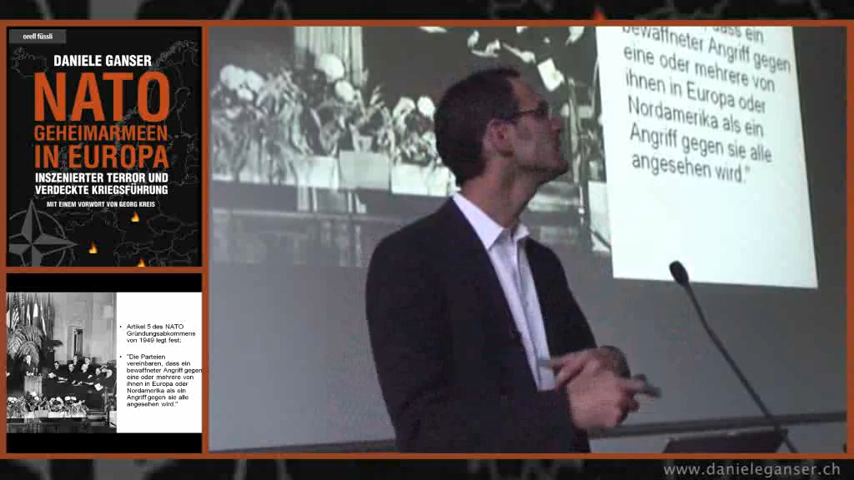 orell füssli
DANIELE GANSER
NATO
GEHEIMARMEEN
IN EUROPA
INSZENIERTER TERROR UND
VERDECKTE KRIEGSFÜHRUNG
MIT EINEM VORWORT VON GEORG KREIS
• Artikel 5 des NATO
Gründungsabkommens
von 1949 legt fest:
• "Die Parteien
vereinbaren, dass ein
bewaffneter Angriff gegen
eine oder mehrere von
ihnen in Europa oder
Nordamerika als ein
Angriff gegen sie alle
angesehen wird."
dass ein
bewaffneter Angriff gegen
eine oder mehrere von
ihnen in Europa oder
Nordamerika als ein
Angriff gegen sie alle
angesehen wird."
www.danieleganser.ch